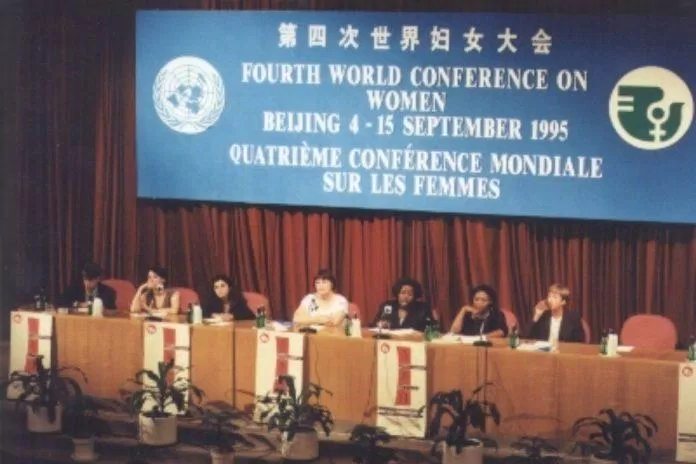 第四次世界妇女大会
FOURTH WORLD CONFERENCE ON
WOMEN
BEIJING 4 - 15 SEPTEMBER 1995
QUATRIÈME CONFÉRENCE MONDIALE
SUR LES FEMMES